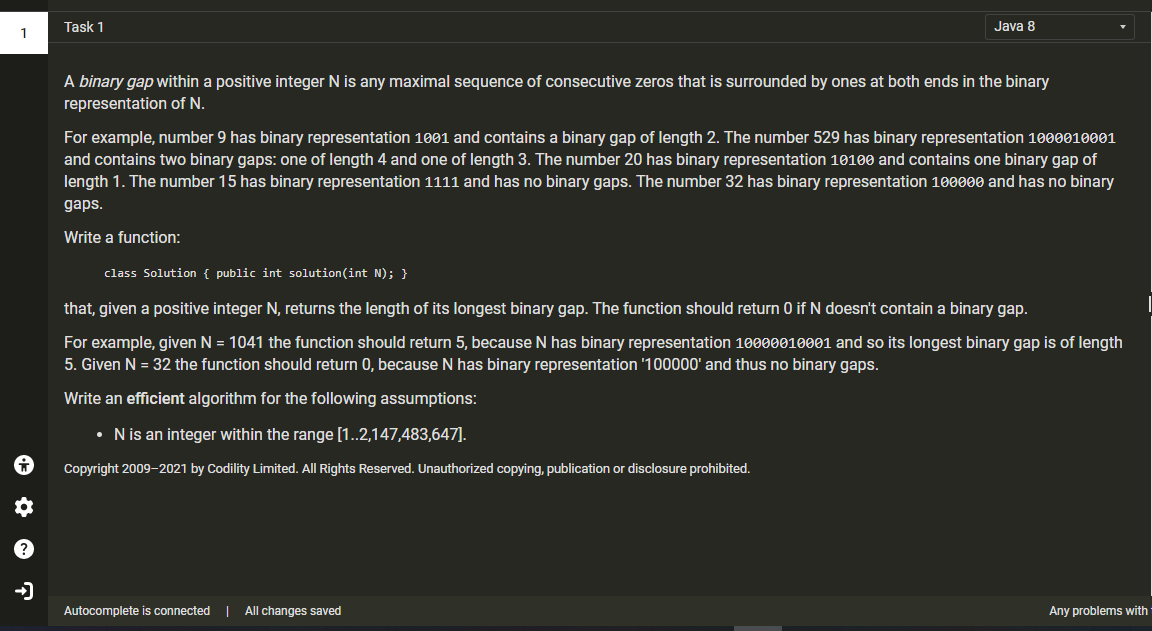 1
Task 1
Java 8
A binary gap within a positive integer N is any maximal sequence of consecutive zeros that is surrounded by ones at both ends in the binary
representation of N.
For example, number 9 has binary representation 1001 and contains a binary gap of length 2. The number 529 has binary representation 1000010001
and contains two binary gaps: one of length 4 and one of length 3. The number 20 has binary representation 10100 and contains one binary gap of
length 1. The number 15 has binary representation 1111 and has no binary gaps. The number 32 has binary representation 100000 and has no binary
gaps.
Write a function:
class Solution { public int solution(int N); }
that, given a positive integer N, returns the length of its longest binary gap. The function should return 0 if N doesn't contain a binary gap.
For example, given N = 1041 the function should return 5, because N has binary representation 10000010001 and so its longest binary gap is of length
5. Given N = 32 the function should return 0, because N has binary representation '100000' and thus no binary gaps.
Write an efficient algorithm for the following assumptions:
• N is an integer within the range [1..2,147,483,647].
Copyright 2009–2021 by Codility Limited. All Rights Reserved. Unauthorized copying, publication or disclosure prohibited.
?
Autocomplete is connected | All changes saved
Any problems with